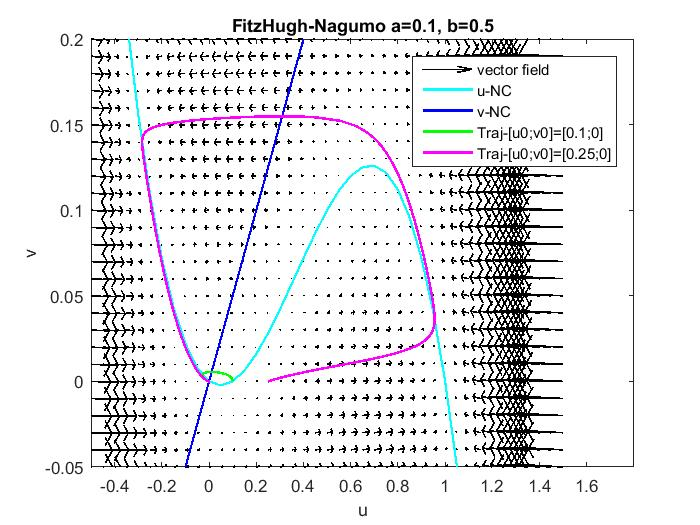 FitzHugh-Nagumo a=0.1, b=0.5
vector field
u-NC
v-NC
Traj-[u0;v0]=[0.1;0]
Traj-[u0;v0]=[0.25;0]
0.2
0.15
0.1
0.05
0
-0.05
v
-0.4 -0.2 0 0.2 0.4 0.6 0.8 1 1.2 1.4 1.6
u